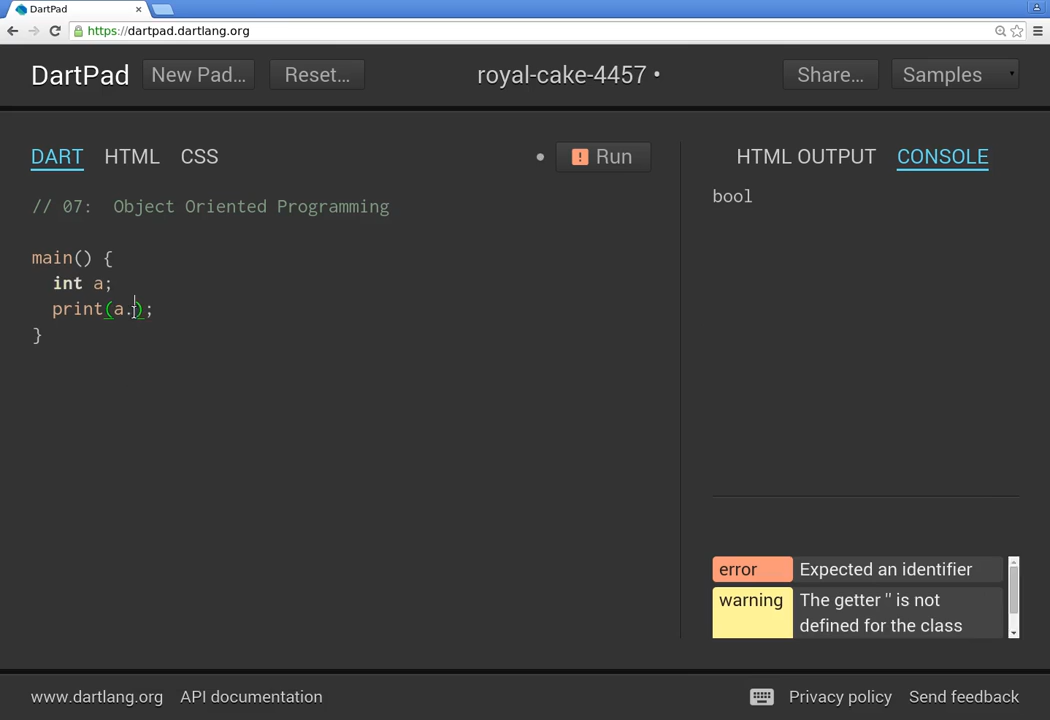 DartPad
https://dartpad.dartlang.org
DartPad New Pad... Reset... royal-cake-4457 • Share... Samples
DART HTML CSS ! Run HTML OUTPUT CONSOLE
// 07:  Object Oriented Programming
bool
main() {
  int a;
  print(a.);
}
error Expected an identifier
warning The getter '' is not
defined for the class
www.dartlang.org API documentation Privacy policy Send feedback